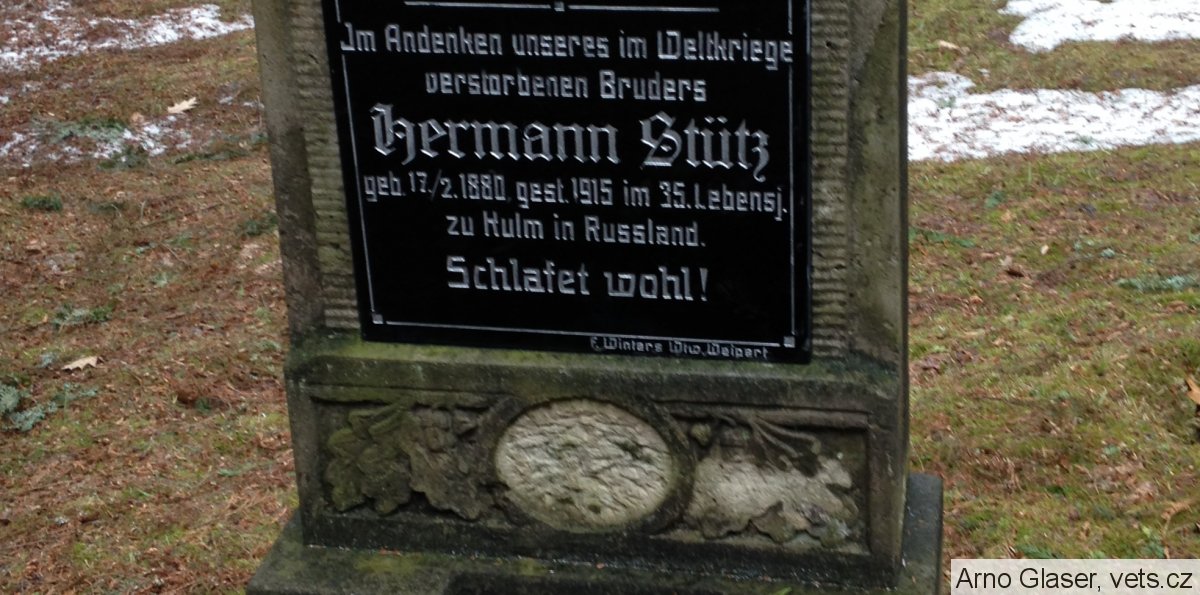 Im Andenken unseres im Weltkriege
verstorbenen Bruders
Hermann Stütz
geb. 17./2.1880, gest. 1915 im 35. Lebensj.
zu Kulm in Russland.
Schlafet wohl!
F. Winters Wtw. Weipert
Arno Glaser, vets.cz